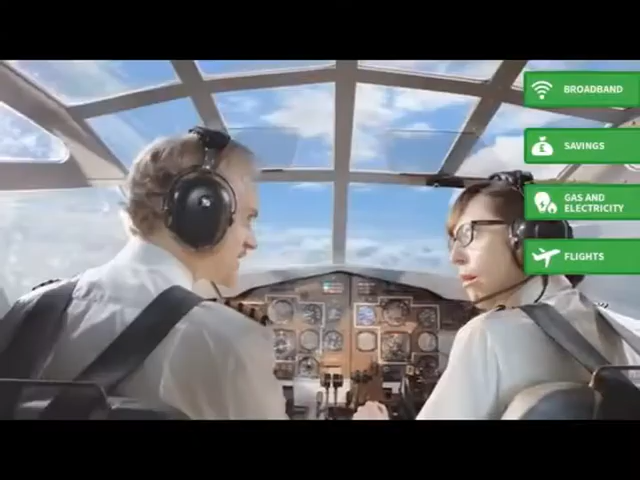 BROADBAND
SAVINGS
GAS AND
ELECTRICITY
FLIGHTS